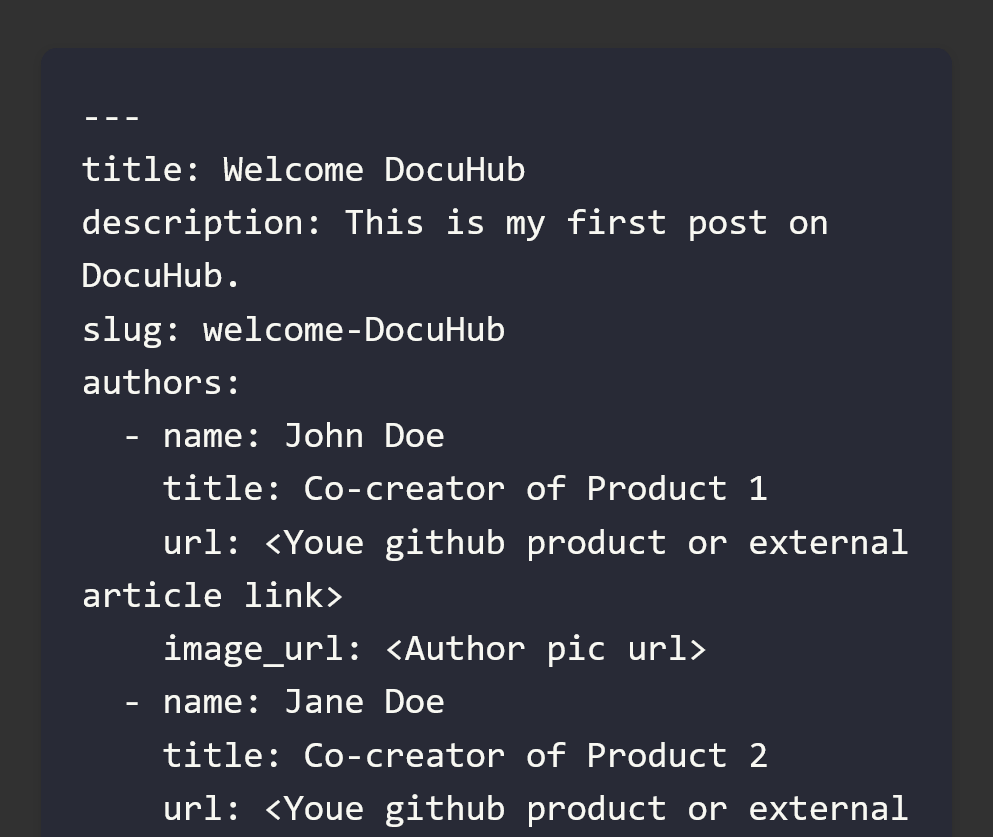 ---
title: Welcome DocuHub
description: This is my first post on
DocuHub.
slug: welcome-DocuHub
authors:
  - name: John Doe
    title: Co-creator of Product 1
    url: <Youe github product or external
article link>
    image_url: <Author pic url>
  - name: Jane Doe
    title: Co-creator of Product 2
    url: <Youe github product or external